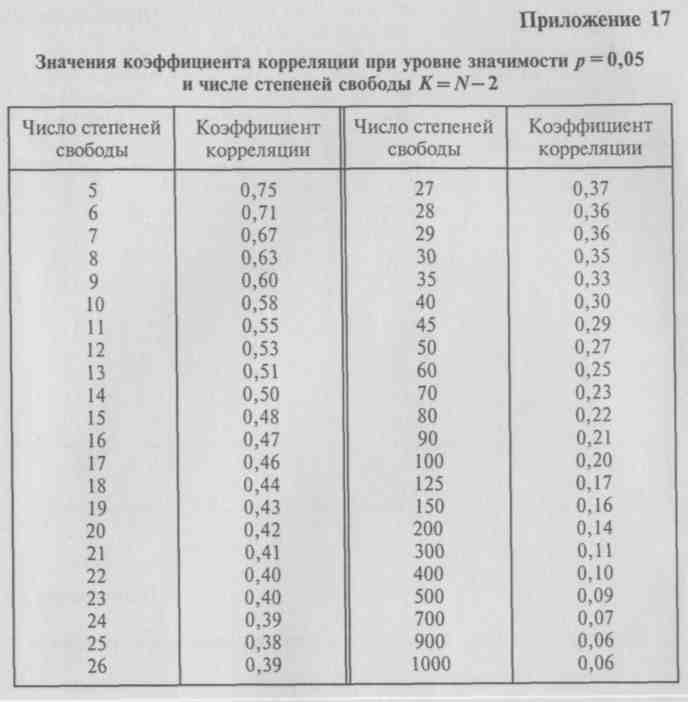 Приложение 17
Значения коэффициента корреляции при уровне значимости p = 0,05
и числе степеней свободы K = N – 2
Число степеней свободы | Коэффициент корреляции | Число степеней свободы | Коэффициент корреляции
5 | 0,75 | 27 | 0,37
6 | 0,71 | 28 | 0,36
7 | 0,67 | 29 | 0,36
8 | 0,63 | 30 | 0,35
9 | 0,60 | 35 | 0,33
10 | 0,58 | 40 | 0,30
11 | 0,55 | 45 | 0,29
12 | 0,53 | 50 | 0,27
13 | 0,51 | 60 | 0,25
14 | 0,50 | 70 | 0,23
15 | 0,48 | 80 | 0,22
16 | 0,47 | 90 | 0,21
17 | 0,46 | 100 | 0,20
18 | 0,44 | 125 | 0,17
19 | 0,43 | 150 | 0,16
20 | 0,42 | 200 | 0,14
21 | 0,41 | 300 | 0,11
22 | 0,40 | 400 | 0,10
23 | 0,40 | 500 | 0,09
24 | 0,39 | 700 | 0,07
25 | 0,38 | 900 | 0,06
26 | 0,39 | 1000 | 0,06